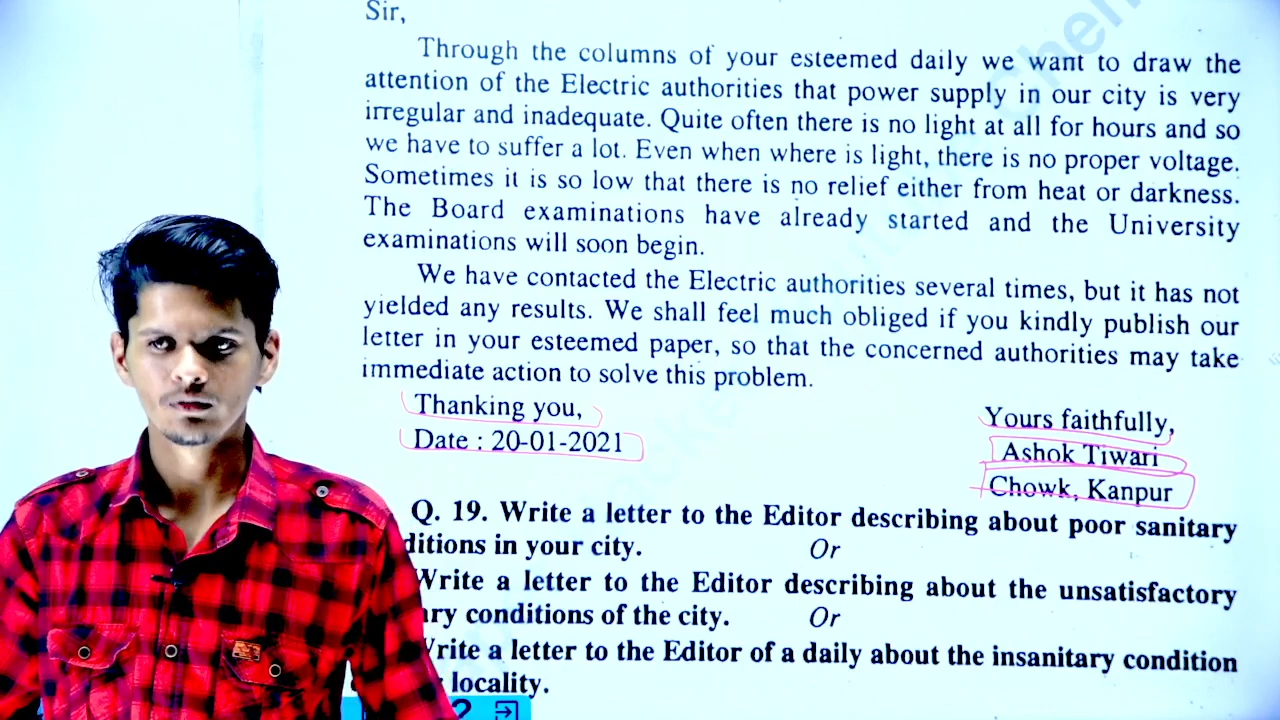 Sir,
Through the columns of your esteemed daily we want to draw the
attention of the Electric authorities that power supply in our city is very
irregular and inadequate. Quite often there is no light at all for hours and so
we have to suffer a lot. Even when where is light, there is no proper voltage.
Sometimes it is so low that there is no relief either from heat or darkness.
The Board examinations have already started and the University
examinations will soon begin.
We have contacted the Electric authorities several times, but it has not
yielded any results. We shall feel much obliged if you kindly publish our
letter in your esteemed paper, so that the concerned authorities may take
immediate action to solve this problem.
Thanking you,
Date : 20-01-2021
Yours faithfully,
Ashok Tiwari
Chowk, Kanpur
Q. 19. Write a letter to the Editor describing about poor sanitary
ditions in your city. Or
Write a letter to the Editor describing about the unsatisfactory
ary conditions of the city. Or
Write a letter to the Editor of a daily about the insanitary condition
locality.